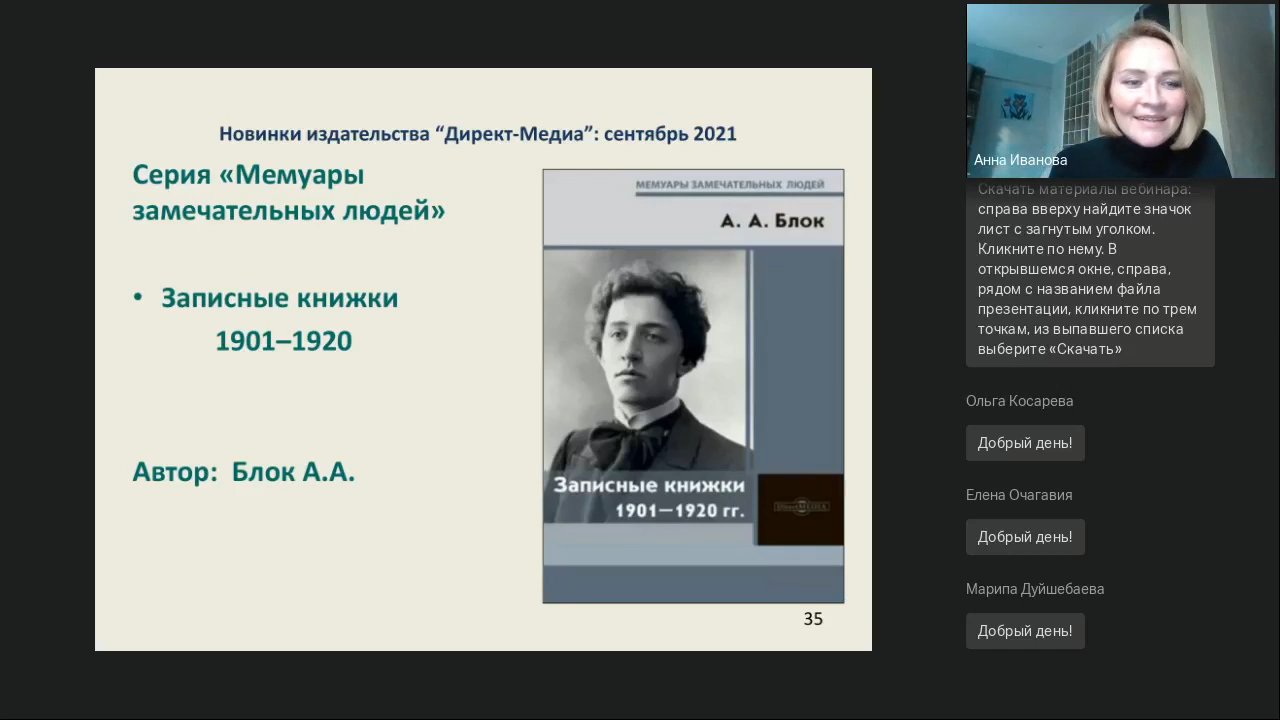 Новинки издательства “Директ-Медиа”: сентябрь 2021
Серия «Мемуары
замечательных людей»
• Записные книжки
1901–1920
Автор: Блок А.А.
МЕМУАРЫ ЗАМЕЧАТЕЛЬНЫХ ЛЮДЕЙ
А. А. Блок
Записные книжки
1901—1920 гг.
DirectMEDIA
35
Анна Иванова
Скачать материалы вебинара:
справа вверху найдите значок
лист с загнутым уголком.
Кликните по нему. В
открывшемся окне, справа,
рядом с названием файла
презентации, кликните по трем
точкам, из выпавшего списка
выберите «Скачать»
Ольга Косарева
Добрый день!
Елена Очагавия
Добрый день!
Марипа Дуйшебаева
Добрый день!